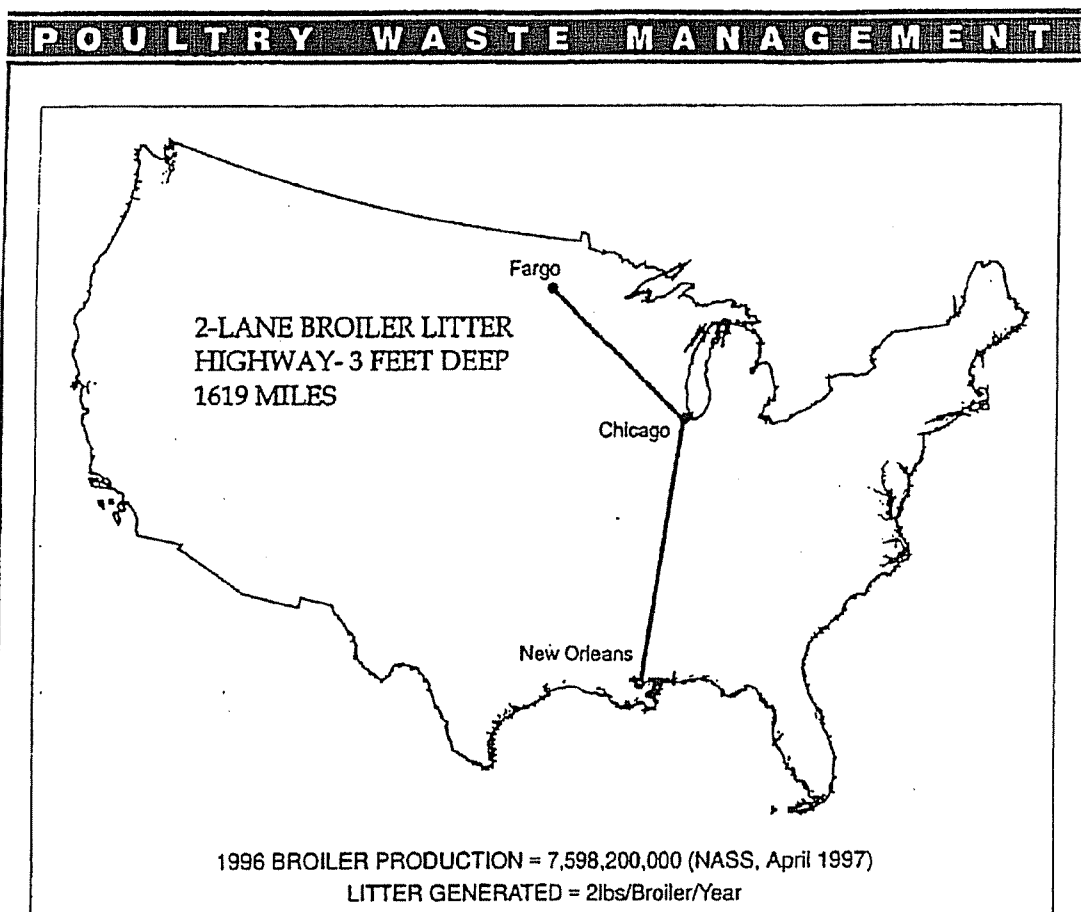 POULTRY WASTE MANAGEMENT
Fargo
2-LANE BROILER LITTER
HIGHWAY- 3 FEET DEEP
1619 MILES
Chicago
New Orleans
1996 BROILER PRODUCTION = 7,598,200,000 (NASS, April 1997)
LITTER GENERATED = 2lbs/Broiler/Year